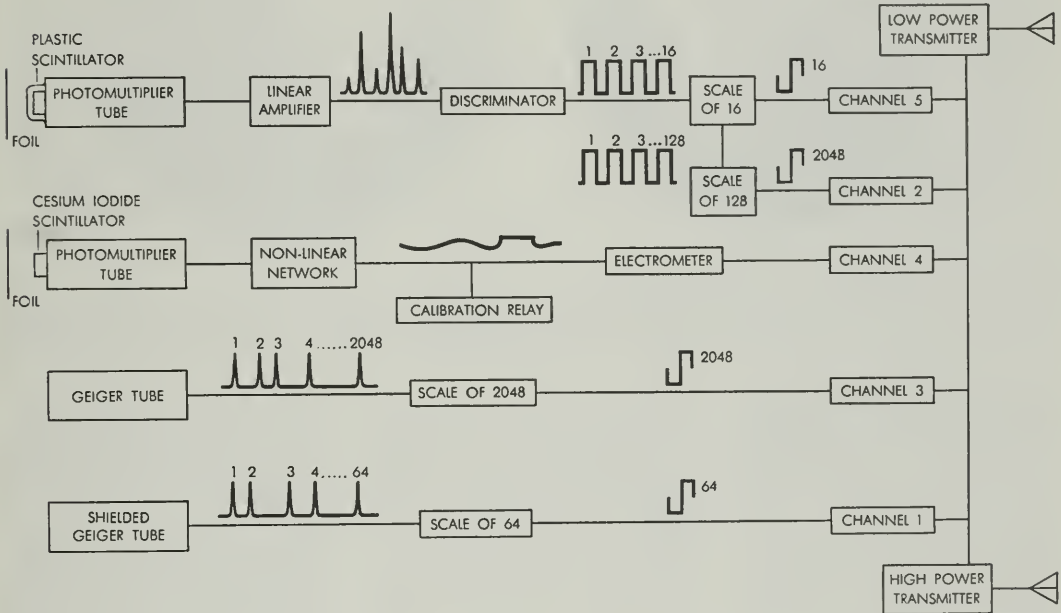 LOW POWER
TRANSMITTER
PLASTIC
SCINTILLATOR
PHOTOMULTIPLIER
TUBE
FOIL
LINEAR
AMPLIFIER
DISCRIMINATOR
1 2 3 ...16
SCALE
OF 16
16
CHANNEL 5
1 2 3...128
SCALE
OF 128
2048
CHANNEL 2
CESIUM IODIDE
SCINTILLATOR
PHOTOMULTIPLIER
TUBE
FOIL
NON-LINEAR
NETWORK
CALIBRATION RELAY
ELECTROMETER
CHANNEL 4
GEIGER TUBE
1 2 3 4 ...... 2048
SCALE OF 2048
2048
CHANNEL 3
SHIELDED
GEIGER TUBE
1 2 3 4 ..... 64
SCALE OF 64
64
CHANNEL 1
HIGH POWER
TRANSMITTER